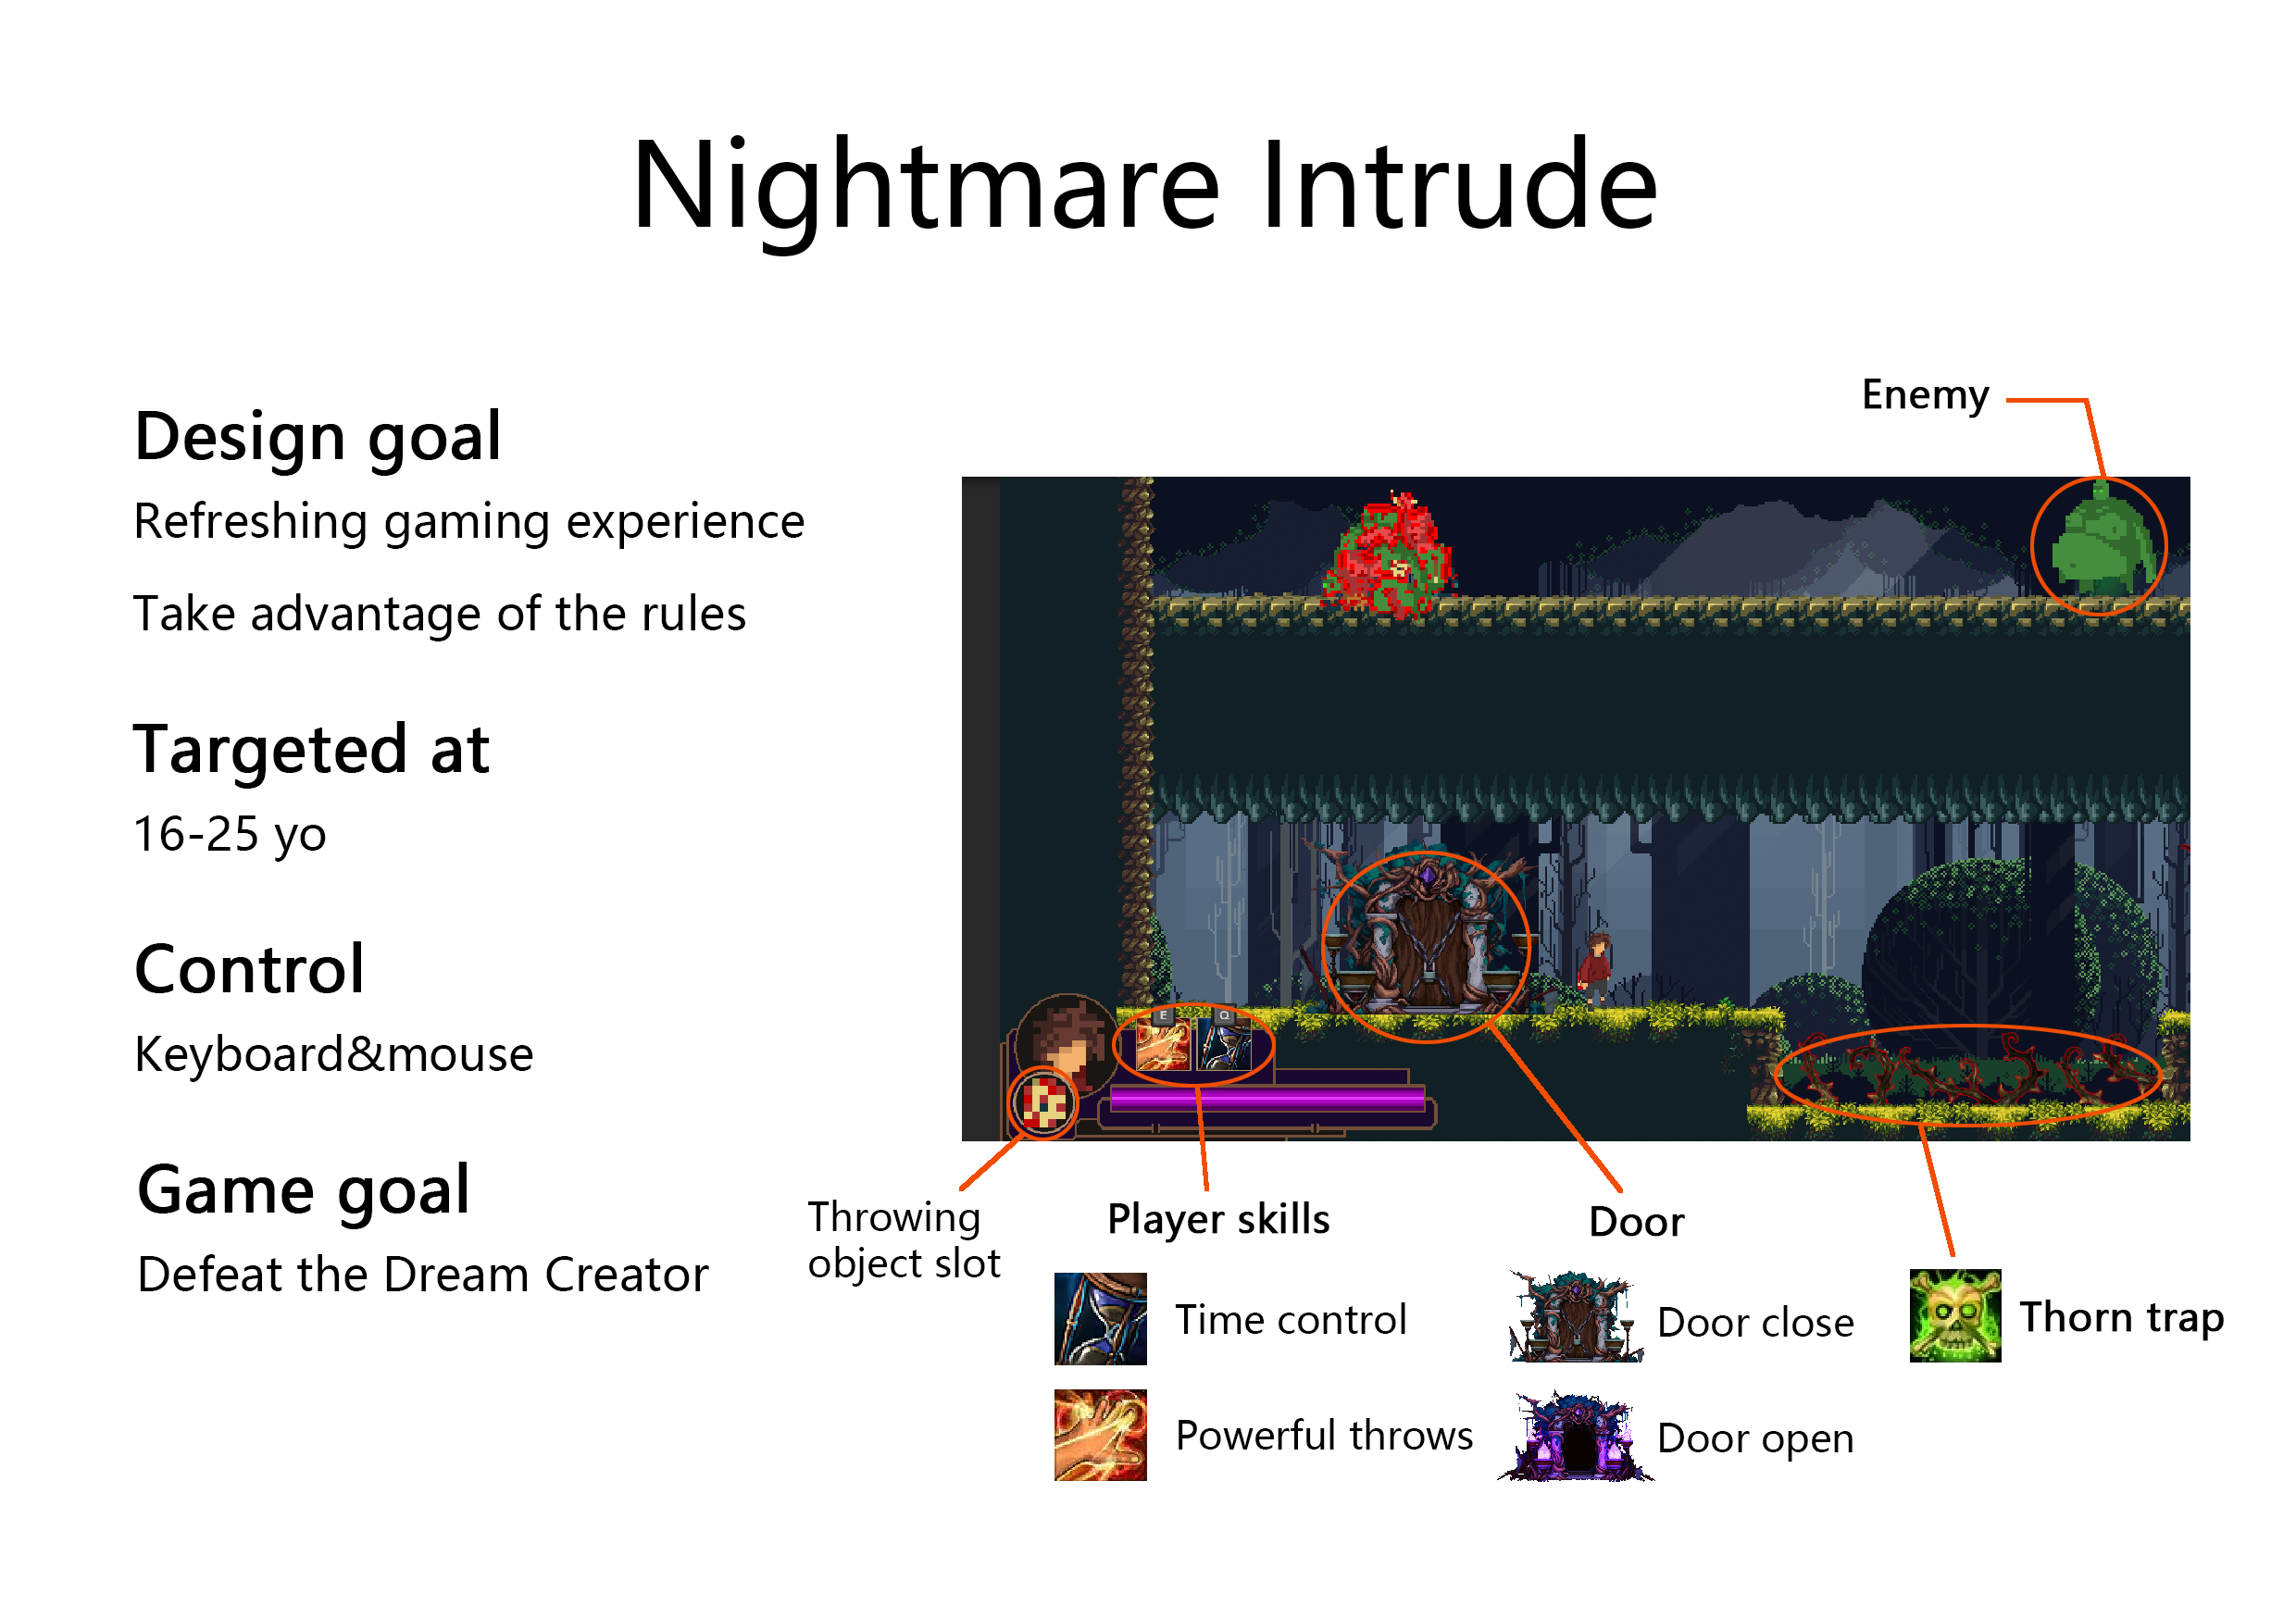 Nightmare Intrude
Design goal
Refreshing gaming experience
Take advantage of the rules
Targeted at
16-25 yo
Control
Keyboard&mouse
Game goal
Defeat the Dream Creator
Enemy
E
Q
Throwing
object slot
Player skills
Time control
Powerful throws
Door
Door close
Door open
Thorn trap